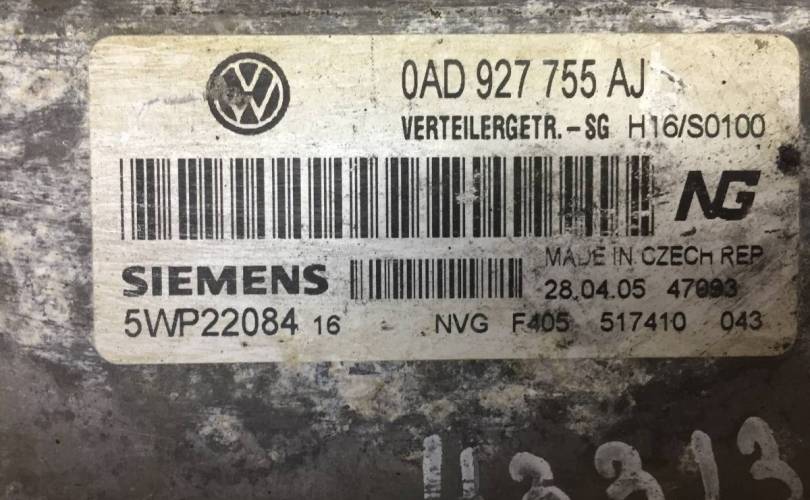 0AD 927 755 AJ
VERTEILERGETR.-SG H16/S0100
NG
MADE IN CZECH REP
SIEMENS
28.04.05 47093
5WP22084 16 NVG F405 517410 043